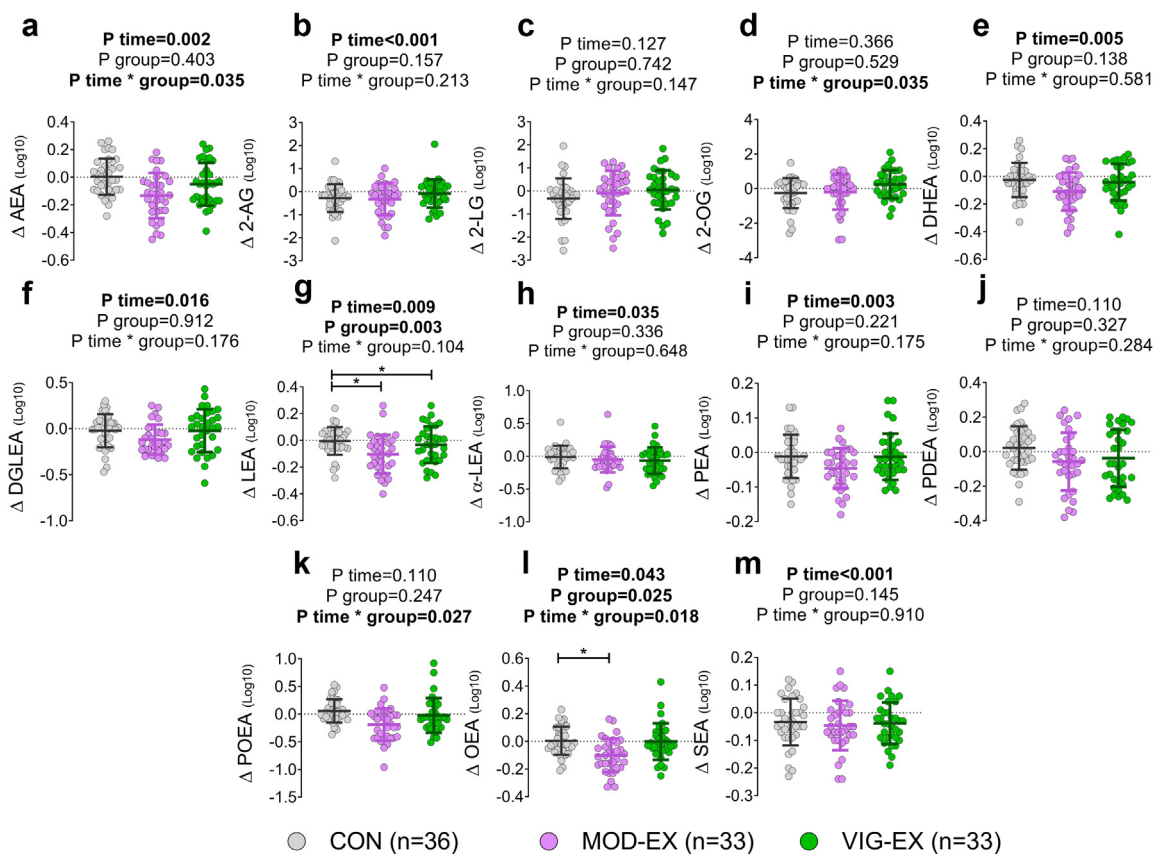 a
P time=0.002
P group=0.403
P time * group=0.035
Δ AEA (Log10)
0.4
0.2
0.0
-0.2
-0.4
-0.6
b
P time<0.001
P group=0.157
P time * group=0.213
Δ 2-AG (Log10)
3
2
1
0
-1
-2
-3
c
P time=0.127
P group=0.742
P time * group=0.147
Δ 2-LG (Log10)
3
2
1
0
-1
-2
-3
d
P time=0.366
P group=0.529
P time * group=0.035
Δ 2-OG (Log10)
4
2
0
-2
-4
e
P time=0.005
P group=0.138
P time * group=0.581
Δ DHEA (Log10)
0.4
0.2
0.0
-0.2
-0.4
-0.6
f
P time=0.016
P group=0.912
P time * group=0.176
Δ DGLEA (Log10)
0.5
0.0
-0.5
-1.0
g
P time=0.009
P group=0.003
P time * group=0.104
*
*
Δ LEA (Log10)
0.4
0.2
0.0
-0.2
-0.4
-0.6
h
P time=0.035
P group=0.336
P time * group=0.648
Δ α-LEA (Log10)
1.0
0.5
0.0
-0.5
-1.0
i
P time=0.003
P group=0.221
P time * group=0.175
Δ PEA (Log10)
0.2
0.1
0.0
-0.1
-0.2
j
P time=0.110
P group=0.327
P time * group=0.284
Δ PDEA (Log10)
0.4
0.2
0.0
-0.2
-0.4
k
P time=0.110
P group=0.247
P time * group=0.027
Δ POEA (Log10)
1.0
0.5
0.0
-0.5
-1.0
-1.5
l
P time=0.043
P group=0.025
P time * group=0.018
*
Δ OEA (Log10)
0.6
0.4
0.2
0.0
-0.2
-0.4
m
P time<0.001
P group=0.145
P time * group=0.910
Δ SEA (Log10)
0.2
0.1
0.0
-0.1
-0.2
-0.3
CON (n=36)
MOD-EX (n=33)
VIG-EX (n=33)